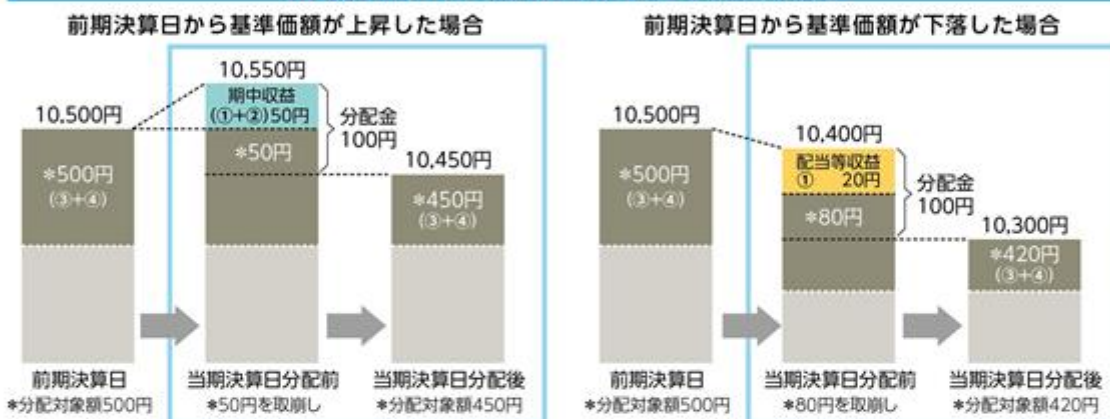 前期決算日から基準価額が上昇した場合
10,550円
期中収益
(①+②)50円
10,500円
分配金
100円
*50円
10,450円
*500円
(③+④)
*450円
(③+④)
前期決算日
当期決算日分配前
当期決算日分配後
*分配対象額500円
*50円を取崩し
*分配対象額450円
前期決算日から基準価額が下落した場合
10,500円
10,400円
配当等収益
① 20円
分配金
100円
*500円
(③+④)
*80円
10,300円
*420円
(③+④)
前期決算日
当期決算日分配前
当期決算日分配後
*分配対象額500円
*80円を取崩し
*分配対象額420円